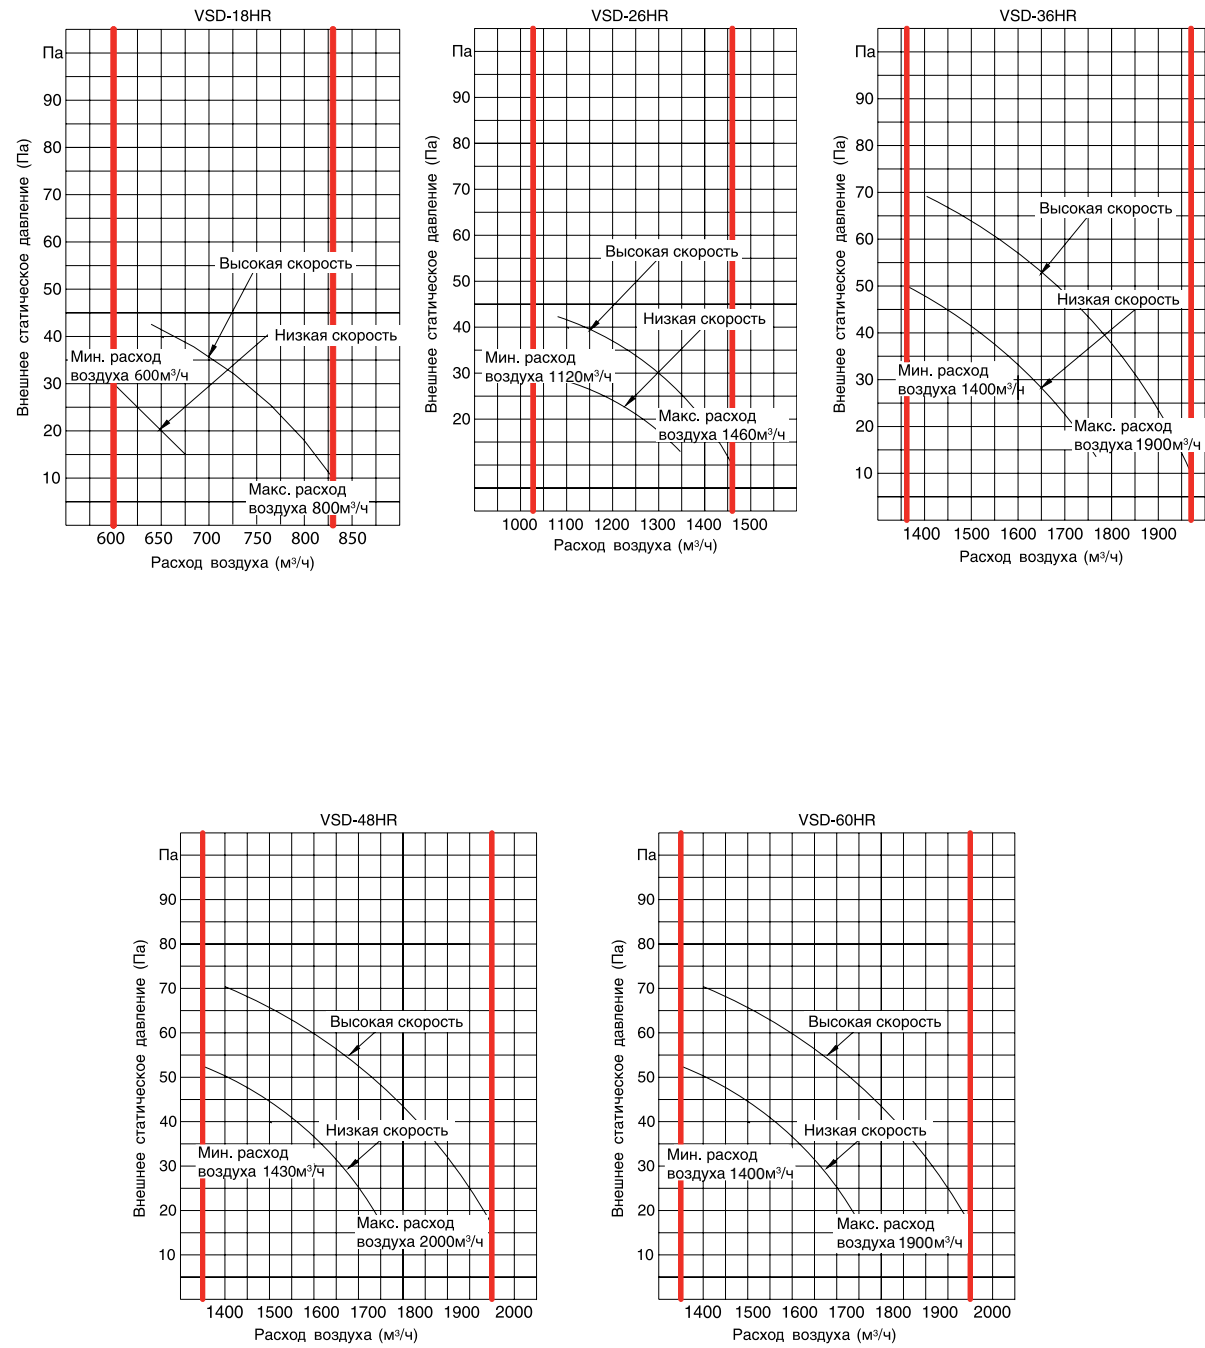 VSD-18HR
Па
90
80
70
60
50
40
30
20
10
Внешнее статическое давление (Па)
Высокая скорость
Низкая скорость
Мин. расход
воздуха 600м³/ч
Макс. расход
воздуха 800м³/ч
600 650 700 750 800 850
Расход воздуха (м³/ч)
VSD-26HR
Па
90
80
70
60
50
40
30
20
Внешнее статическое давление (Па)
Высокая скорость
Низкая скорость
Мин. расход
воздуха 1120м³/ч
Макс. расход
воздуха 1460м³/ч
1000 1100 1200 1300 1400 1500
Расход воздуха (м³/ч)
VSD-36HR
Па
90
80
70
60
50
40
30
20
10
Внешнее статическое давление (Па)
Высокая скорость
Низкая скорость
Мин. расход
воздуха 1400м³/ч
Макс. расход
воздуха 1900м³/ч
1400 1500 1600 1700 1800 1900
Расход воздуха (м³/ч)
VSD-48HR
Па
90
80
70
60
50
40
30
20
10
Внешнее статическое давление (Па)
Высокая скорость
Низкая скорость
Мин. расход
воздуха 1430м³/ч
Макс. расход
воздуха 2000м³/ч
1400 1500 1600 1700 1800 1900 2000
Расход воздуха (м³/ч)
VSD-60HR
Па
90
80
70
60
50
40
30
20
10
Внешнее статическое давление (Па)
Высокая скорость
Низкая скорость
Мин. расход
воздуха 1400м³/ч
Макс. расход
воздуха 1900м³/ч
1400 1500 1600 1700 1800 1900 2000
Расход воздуха (м³/ч)